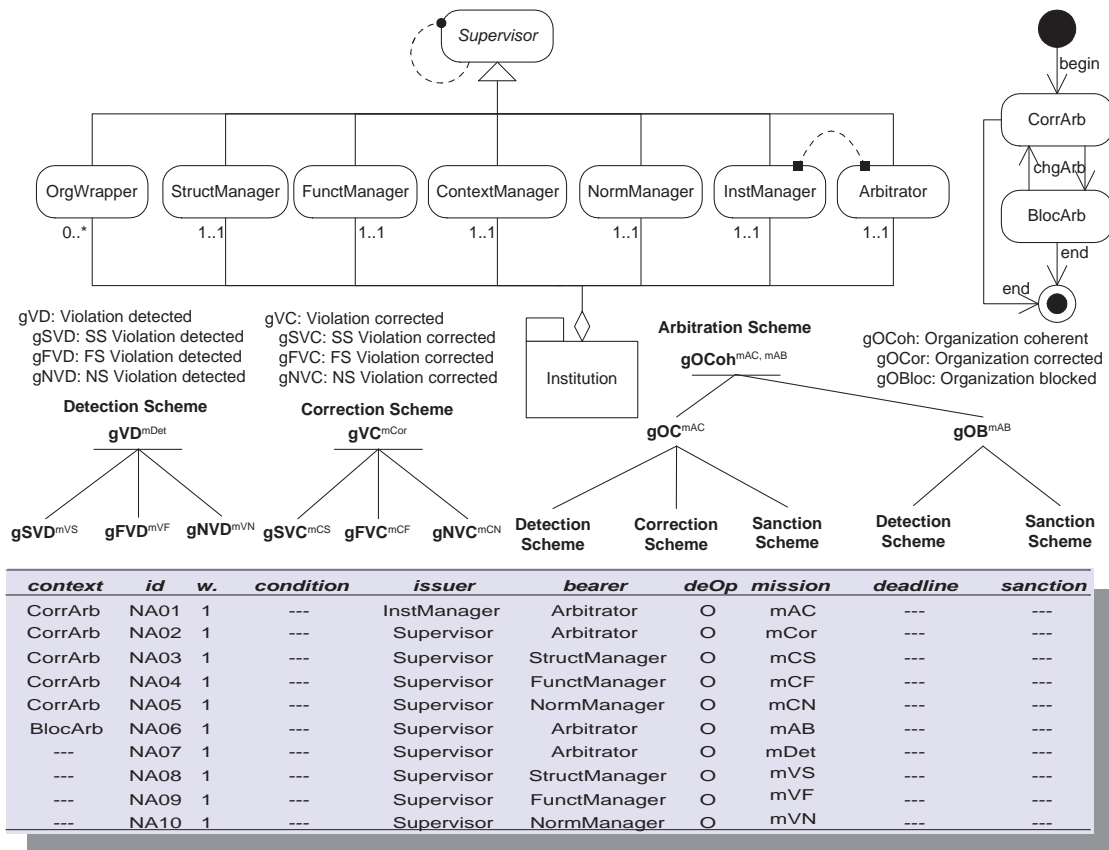 Supervisor
begin
CorrArb
chgArb
BlocArb
end
end
OrgWrapper StructManager FunctManager ContextManager NormManager InstManager Arbitrator
0..* 1..1 1..1 1..1 1..1 1..1 1..1
gVD: Violation detected
gSVD: SS Violation detected
gFVD: FS Violation detected
gNVD: NS Violation detected
gVC: Violation corrected
gSVC: SS Violation corrected
gFVC: FS Violation corrected
gNVC: NS Violation corrected
Institution
Arbitration Scheme
gOCoh mAC, mAB
gOCoh: Organization coherent
gOCor: Organization corrected
gOBloc: Organization blocked
Detection Scheme
gVD mDet
gSVD mVS gFVD mVF gNVD mVN
Correction Scheme
gVC mCor
gSVC mCS gFVC mCF gNVC mCN
gOC mAC
gOB mAB
Detection Correction Sanction
Scheme Scheme Scheme
Detection Sanction
Scheme Scheme
context id w. condition issuer bearer deOp mission deadline sanction
CorrArb NA01 1 --- InstManager Arbitrator O mAC --- ---
CorrArb NA02 1 --- Supervisor Arbitrator O mCor --- ---
CorrArb NA03 1 --- Supervisor StructManager O mCS --- ---
CorrArb NA04 1 --- Supervisor FunctManager O mCF --- ---
CorrArb NA05 1 --- Supervisor NormManager O mCN --- ---
BlocArb NA06 1 --- Supervisor Arbitrator O mAB --- ---
--- NA07 1 --- Supervisor Arbitrator O mDet --- ---
--- NA08 1 --- Supervisor StructManager O mVS --- ---
--- NA09 1 --- Supervisor FunctManager O mVF --- ---
--- NA10 1 --- Supervisor NormManager O mVN --- ---